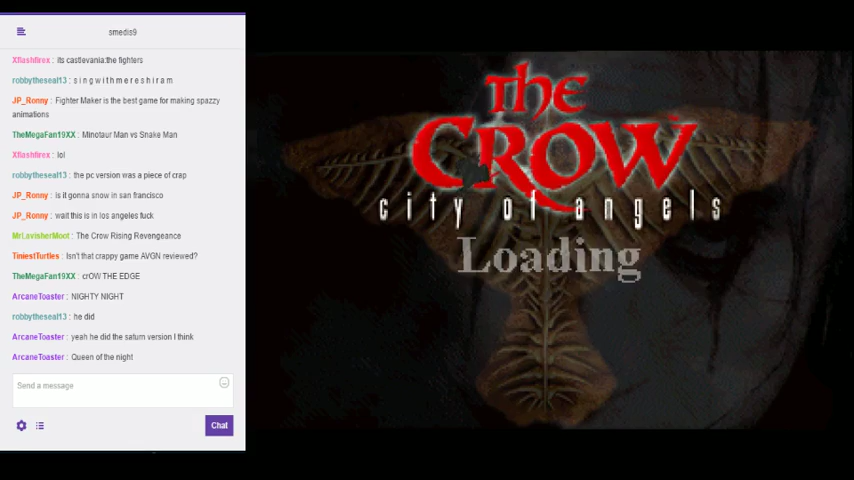 smedis9
Xflashfirex : its castlevania:the fighters
robbytheseal13 : s i n g w i t h m e r e s h i r a m
JP_Ronny : Fighter Maker is the best game for making spazzy
animations
TheMegaFan19XX : Minotaur Man vs Snake Man
Xflashfirex : lol
robbytheseal13 : the pc version was a piece of crap
JP_Ronny : Is it gonna snow in san francisco
JP_Ronny : wait this is in los angeles fuck
MrLavisherMoot : The Crow Rising Revengeance
TiniestTurtles : Isn't that crappy game AVGN reviewed?
TheMegaFan19XX : crOW THE EDGE
ArcaneToaster : NIGHTY NIGHT
robbytheseal13 : he did
ArcaneToaster : yeah he did the saturn version I think
ArcaneToaster : Queen of the night
Send a message
Chat
the
CROW
city of angels
Loading